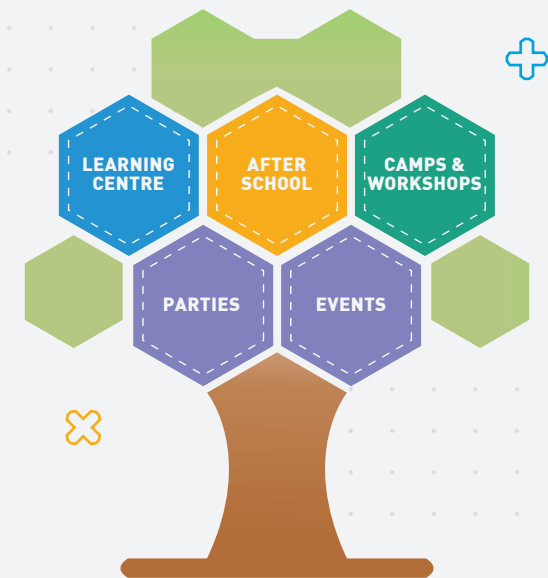 LEARNING
CENTRE
AFTER
SCHOOL
CAMPS &
WORKSHOPS
PARTIES
EVENTS